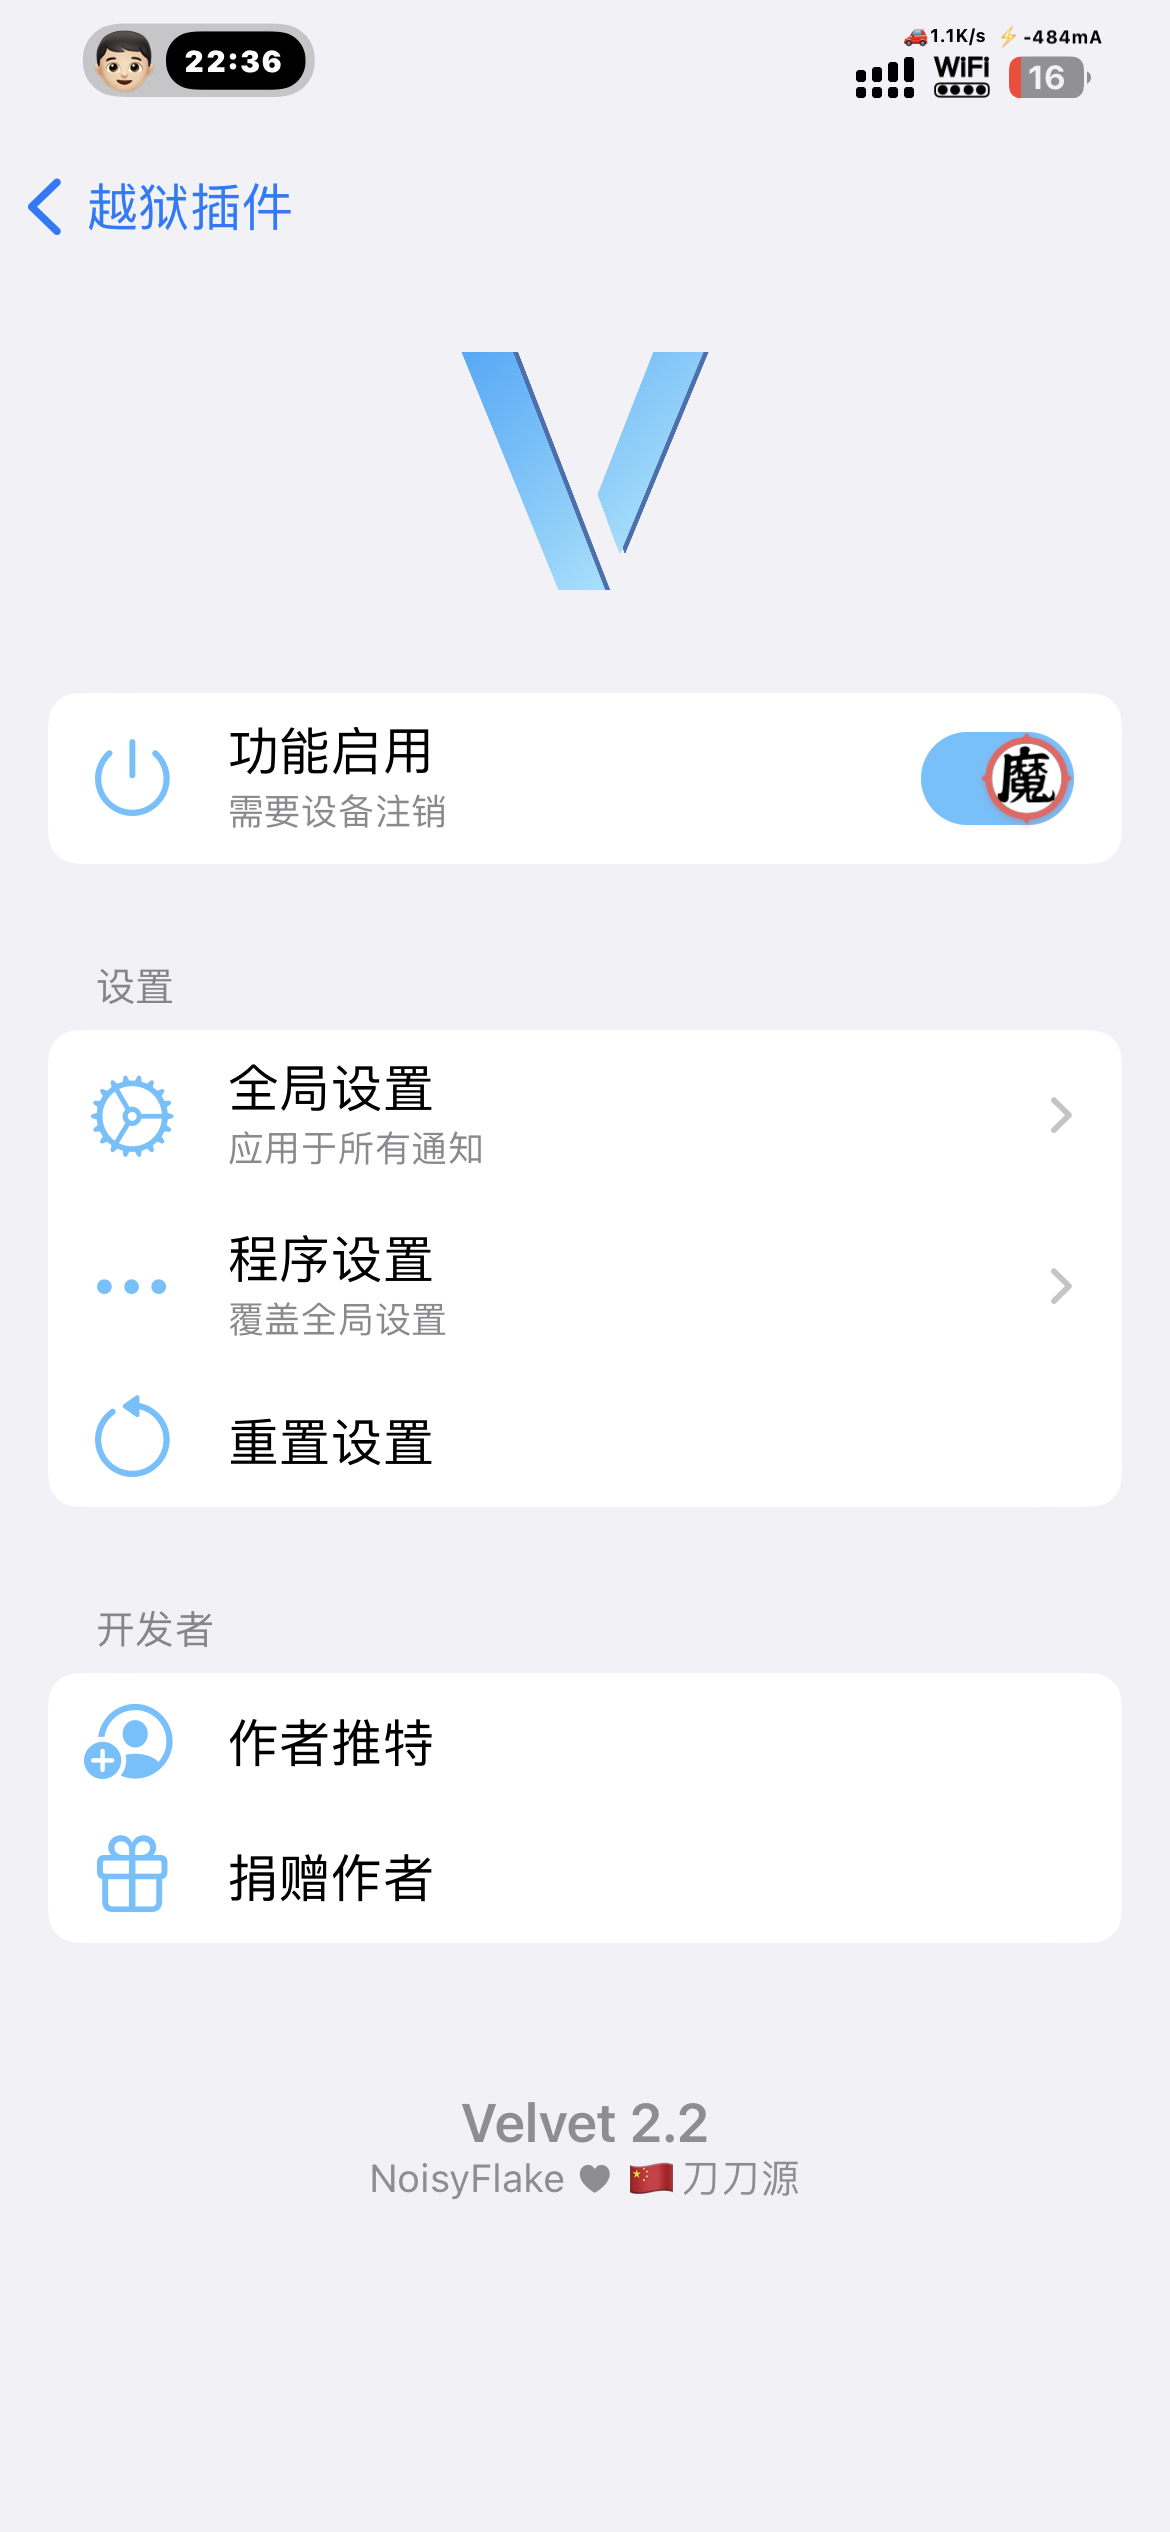 22:36
🚗1.1K/s ⚡-484mA
WiFi
16
越狱插件
功能启用
需要设备注销
魔
设置
全局设置
应用于所有通知
程序设置
覆盖全局设置
重置设置
开发者
作者推特
捐赠作者
Velvet 2.2
NoisyFlake ♥ 🇨🇳刀刀源